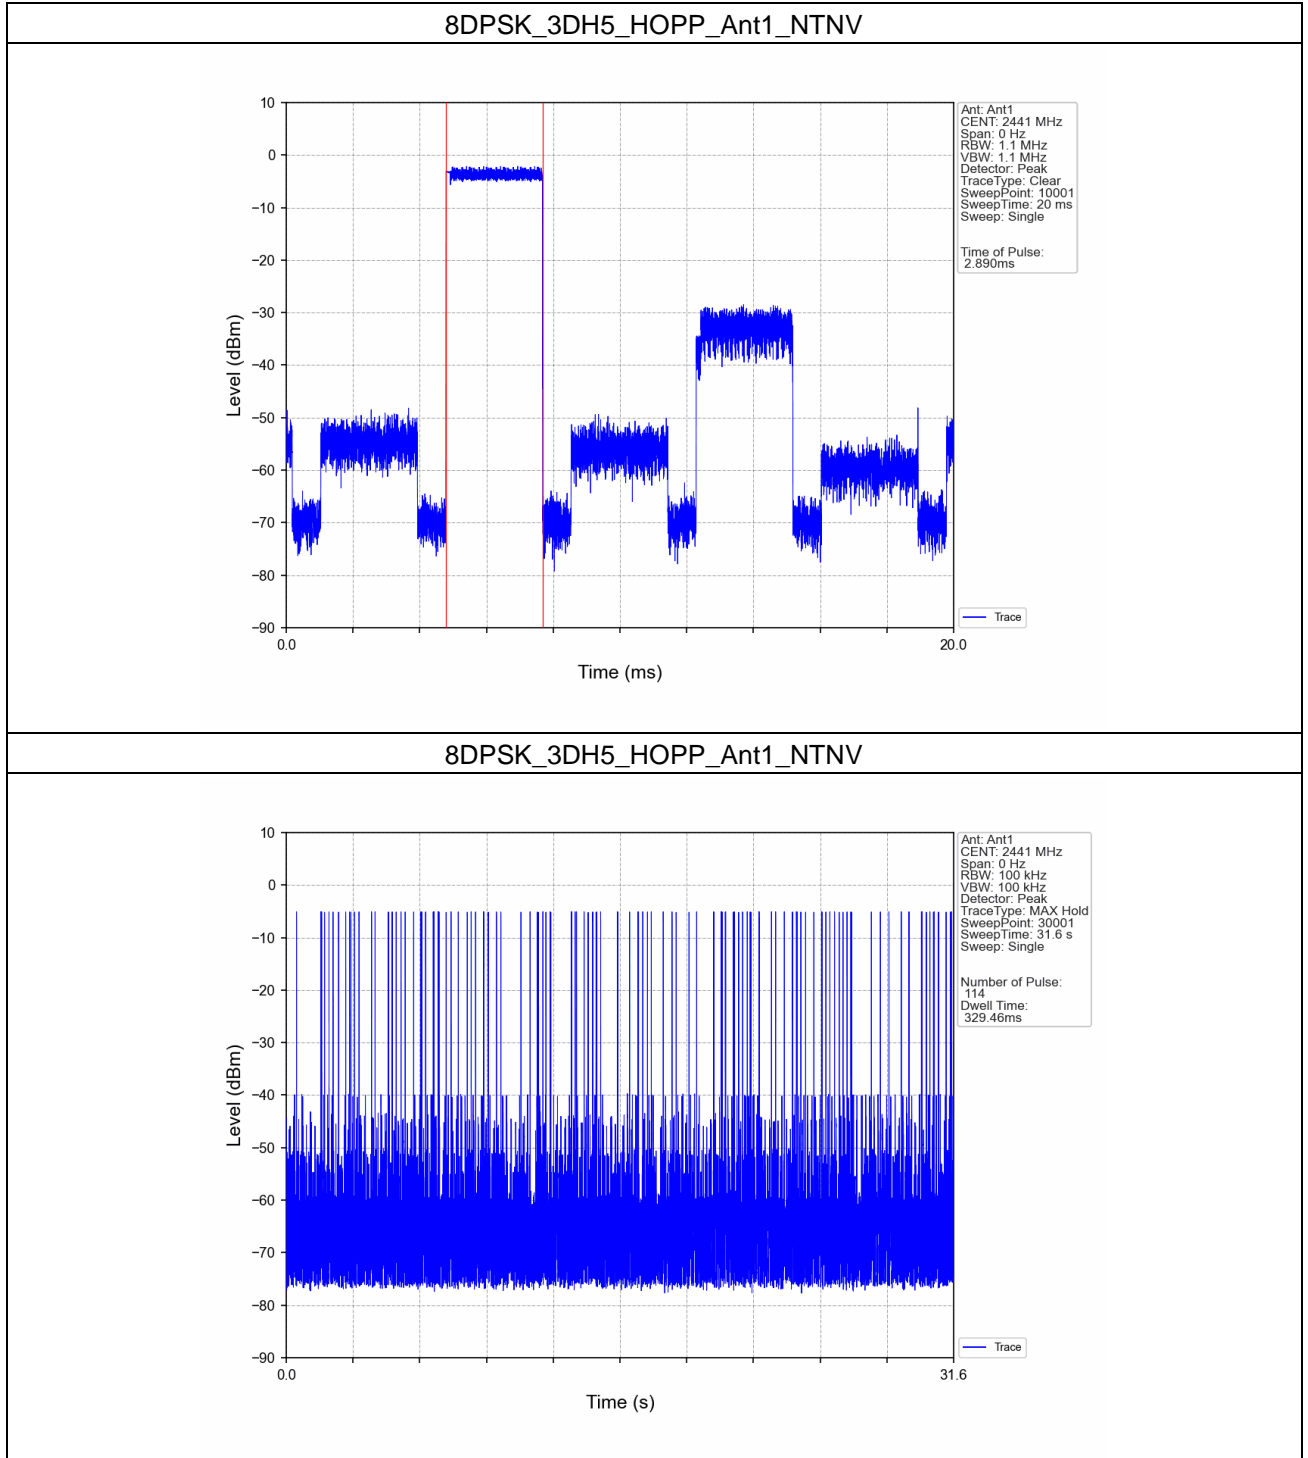 8DPSK_3DH5_HOPP_Ant1_NTNV
10
0
−10
−20
−30
−40
−50
−60
−70
−80
−90
Level (dBm)
0.0
20.0
Time (ms)
Ant: Ant1
CENT: 2441 MHz
Span: 0 Hz
RBW: 1.1 MHz
VBW: 1.1 MHz
Detector: Peak
TraceType: Clear
SweepPoint: 10001
SweepTime: 20 ms
Sweep: Single
Time of Pulse:
2.890ms
Trace
8DPSK_3DH5_HOPP_Ant1_NTNV
10
0
−10
−20
−30
−40
−50
−60
−70
−80
−90
Level (dBm)
0.0
31.6
Time (s)
Ant: Ant1
CENT: 2441 MHz
Span: 0 Hz
RBW: 100 kHz
VBW: 100 kHz
Detector: Peak
TraceType: MAX Hold
SweepPoint: 30001
SweepTime: 31.6 s
Sweep: Single
Number of Pulse:
114
Dwell Time:
329.46ms
Trace